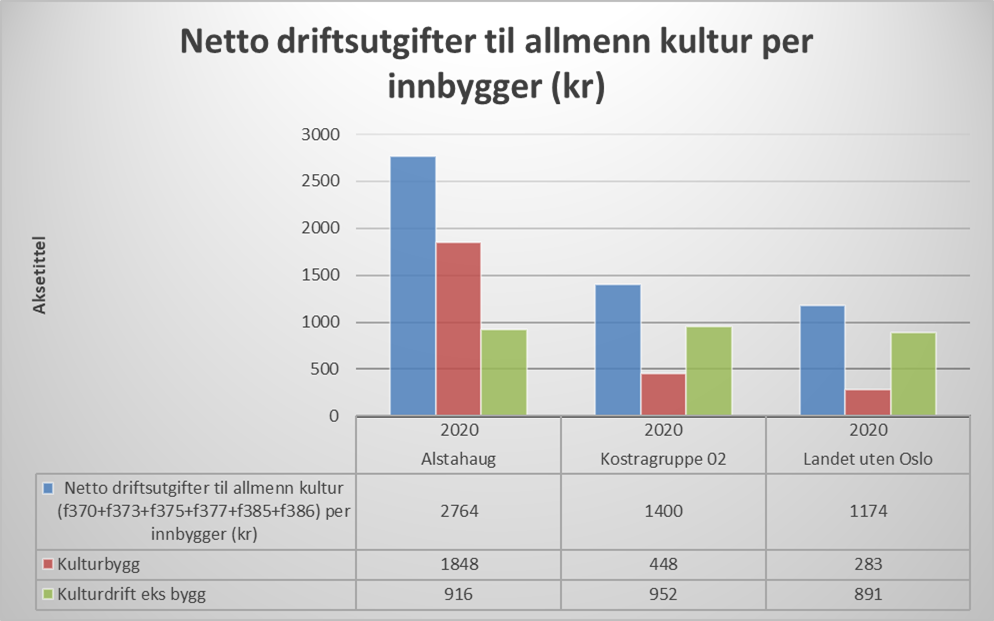 Netto driftsutgifter til allmenn kultur per
innbygger (kr)
3000
2500
2000
1500
1000
500
0
Aksetittel
2020 2020 2020
Alstahaug Kostragruppe 02 Landet uten Oslo
Netto driftsutgifter til allmenn kultur
(f370+f373+f375+f377+f385+f386) per 2764 1400 1174
innbygger (kr)
Kulturbygg 1848 448 283
Kulturdrift eks bygg 916 952 891